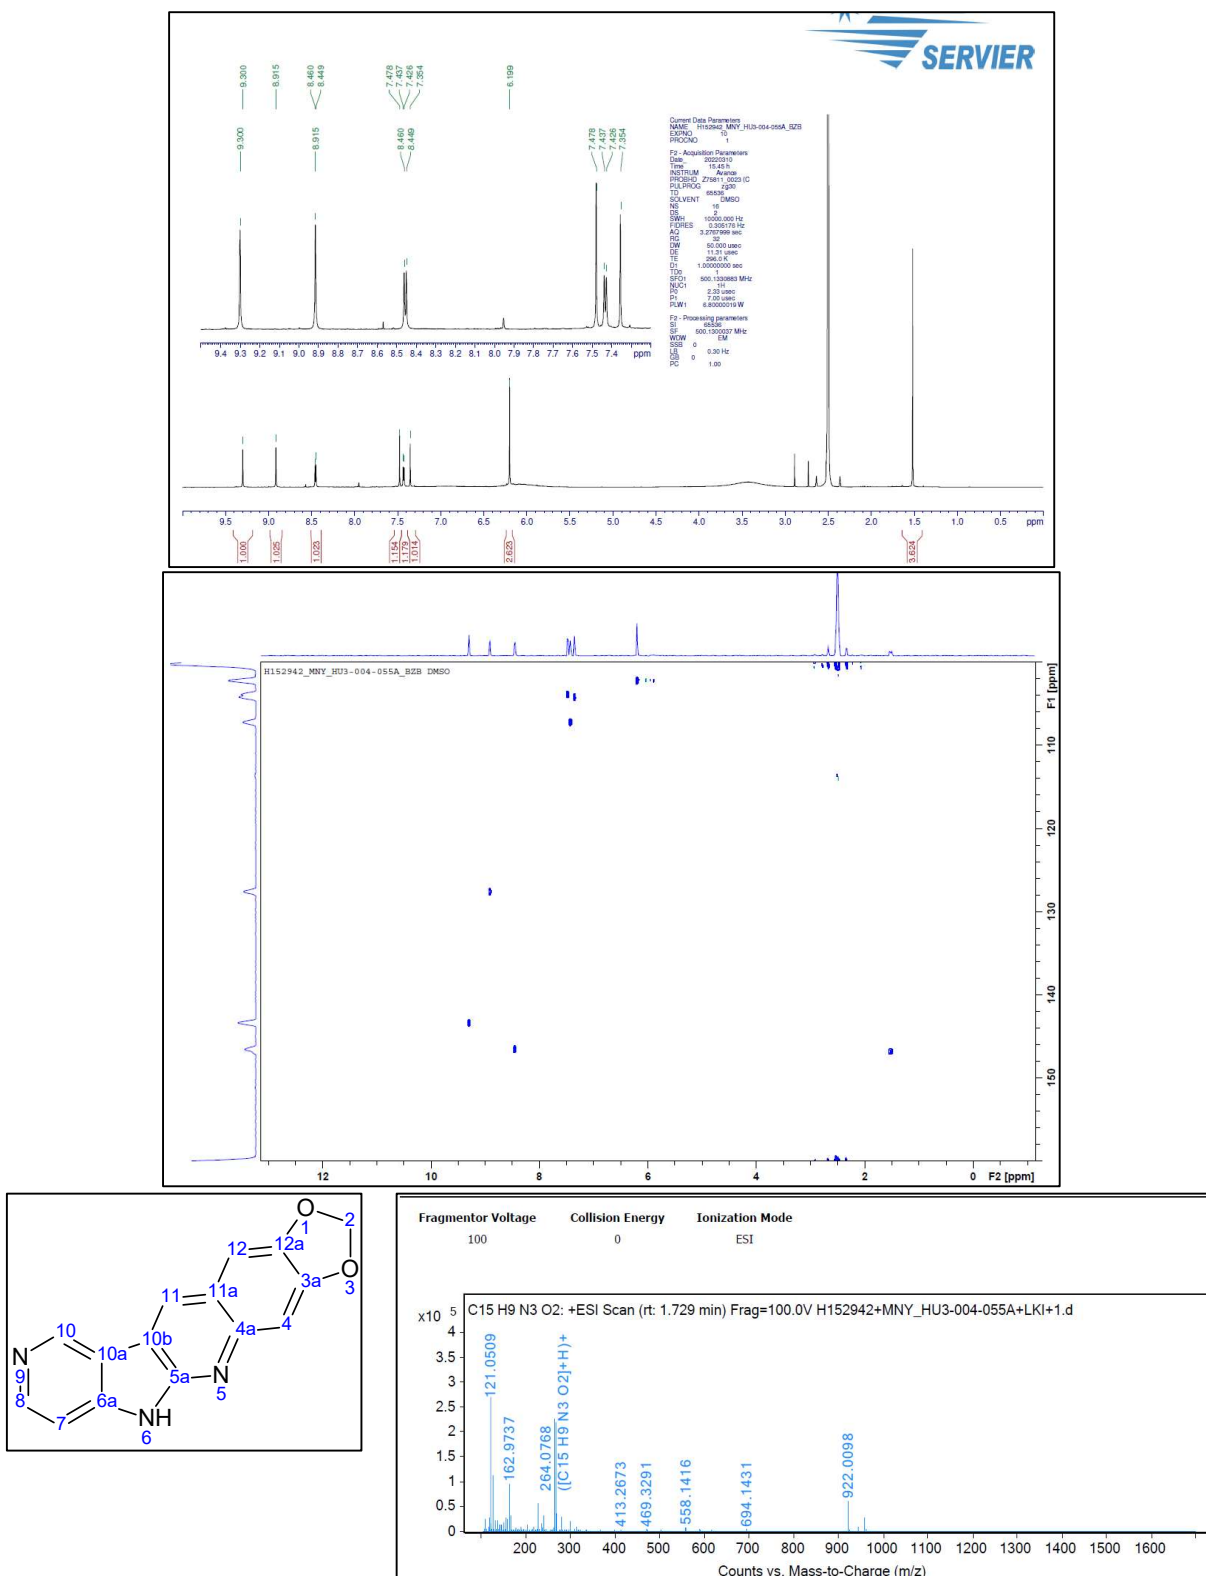 SERVIER
9.300
8.915
8.460
8.449
7.478
7.437
7.426
7.354
6.199
9.300
8.915
8.460
8.449
7.478
7.437
7.426
7.354
Current Data Parameters
NAME H152942_MNY_HU3-004-055A_BZB
EXPNO 10
PROCNO 1
F2 - Acquisition Parameters
Date_ 20220310
Time 15.45 h
INSTRUM Avance
PROBHD Z75811_0023 (C
PULPROG zg30
TD 65536
SOLVENT DMSO
NS 16
DS 2
SWH 10000.000 Hz
FIDRES 0.305176 Hz
AQ 3.2767999 sec
RG 32
DW 50.000 usec
DE 11.31 usec
TE 296.0 K
D1 1.00000000 sec
TD0 1
SFO1 500.1330883 MHz
NUC1 1H
P0 2.33 usec
P1 7.00 usec
PLW1 6.80000019 W
F2 - Processing parameters
SI 65536
SF 500.1300037 MHz
WDW EM
SSB 0
LB 0.30 Hz
GB 0
PC 1.00
9.4 9.3 9.2 9.1 9.0 8.9 8.8 8.7 8.6 8.5 8.4 8.3 8.2 8.1 8.0 7.9 7.8 7.7 7.6 7.5 7.4 ppm
9.5 9.0 8.5 8.0 7.5 7.0 6.5 6.0 5.5 5.0 4.5 4.0 3.5 3.0 2.5 2.0 1.5 1.0 0.5 ppm
1.000 1.025 1.023 1.154 1.179 1.014 2.623 3.624
H152942_MNY_HU3-004-055A_BZB DMSO
F1 [ppm]
110
120
130
140
150
12 10 8 6 4 2 0 F2 [ppm]
O
1
2
12
12a
O
3
3a
11
11a
4
4a
10
10b
N
9
10a
5a
N
5
8
6a
7
NH
6
Fragmentor Voltage Collision Energy Ionization Mode
100 0 ESI
x10 5 C15 H9 N3 O2: +ESI Scan (rt: 1.729 min) Frag=100.0V H152942+MNY_HU3-004-055A+LKI+1.d
4
3.5
3
2.5
2
1.5
1
0.5
0
121.0509
162.9737
264.0768
([C15 H9 N3 O2]+H)+
413.2673
469.3291
558.1416
694.1431
922.0098
200 300 400 500 600 700 800 900 1000 1100 1200 1300 1400 1500 1600
Counts vs. Mass-to-Charge (m/z)